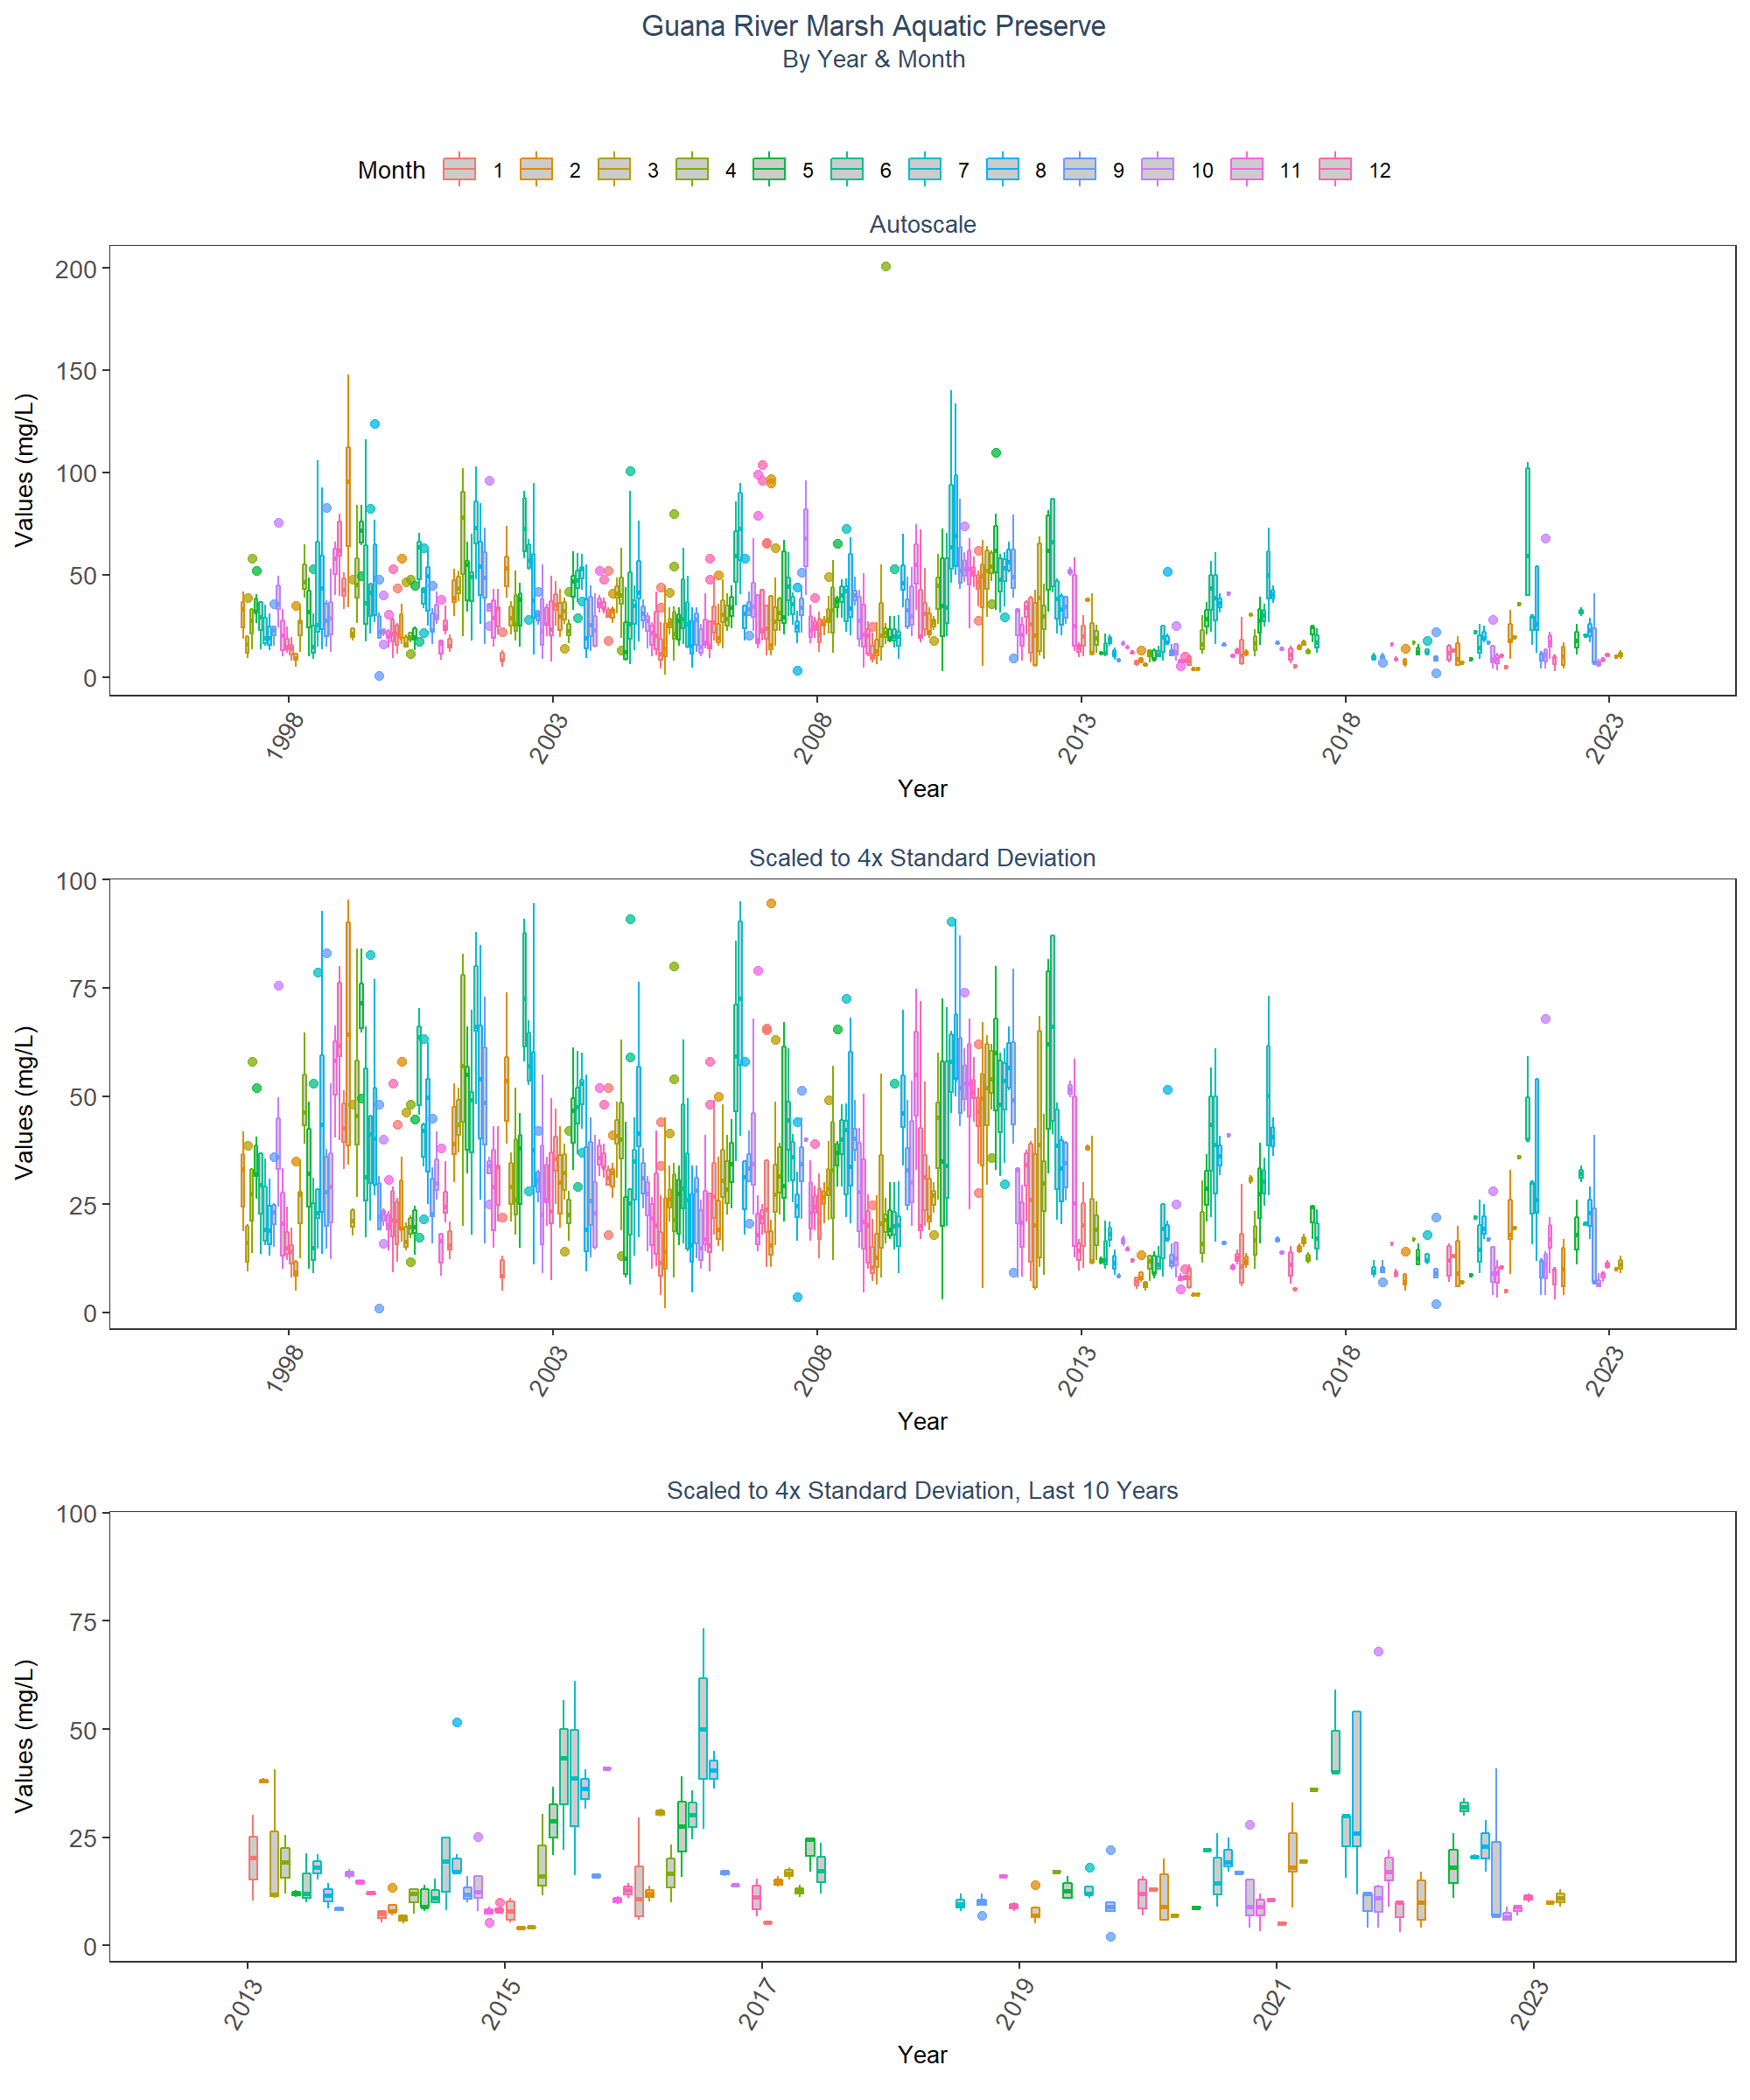 Guana River Marsh Aquatic Preserve
By Year & Month
Month 1 2 3 4 5 6 7 8 9 10 11 12
Autoscale
Values (mg/L)
200
150
100
50
0
1998 2003 2008 2013 2018 2023
Year
Scaled to 4x Standard Deviation
Values (mg/L)
100
75
50
25
0
1998 2003 2008 2013 2018 2023
Year
Scaled to 4x Standard Deviation, Last 10 Years
Values (mg/L)
100
75
50
25
0
2013 2015 2017 2019 2021 2023
Year